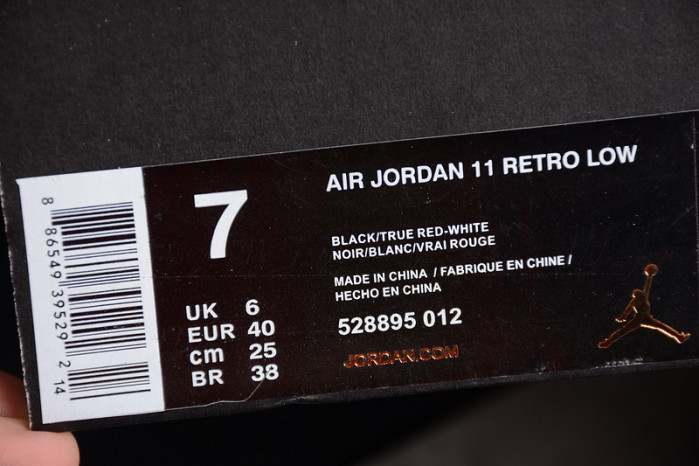 8 86549 39529 2 14
7
UK 6
EUR 40
cm 25
BR 38
AIR JORDAN 11 RETRO LOW
BLACK/TRUE RED-WHITE
NOIR/BLANC/VRAI ROUGE
MADE IN CHINA / FABRIQUE EN CHINE /
HECHO EN CHINA
528895 012
JORDAN.COM